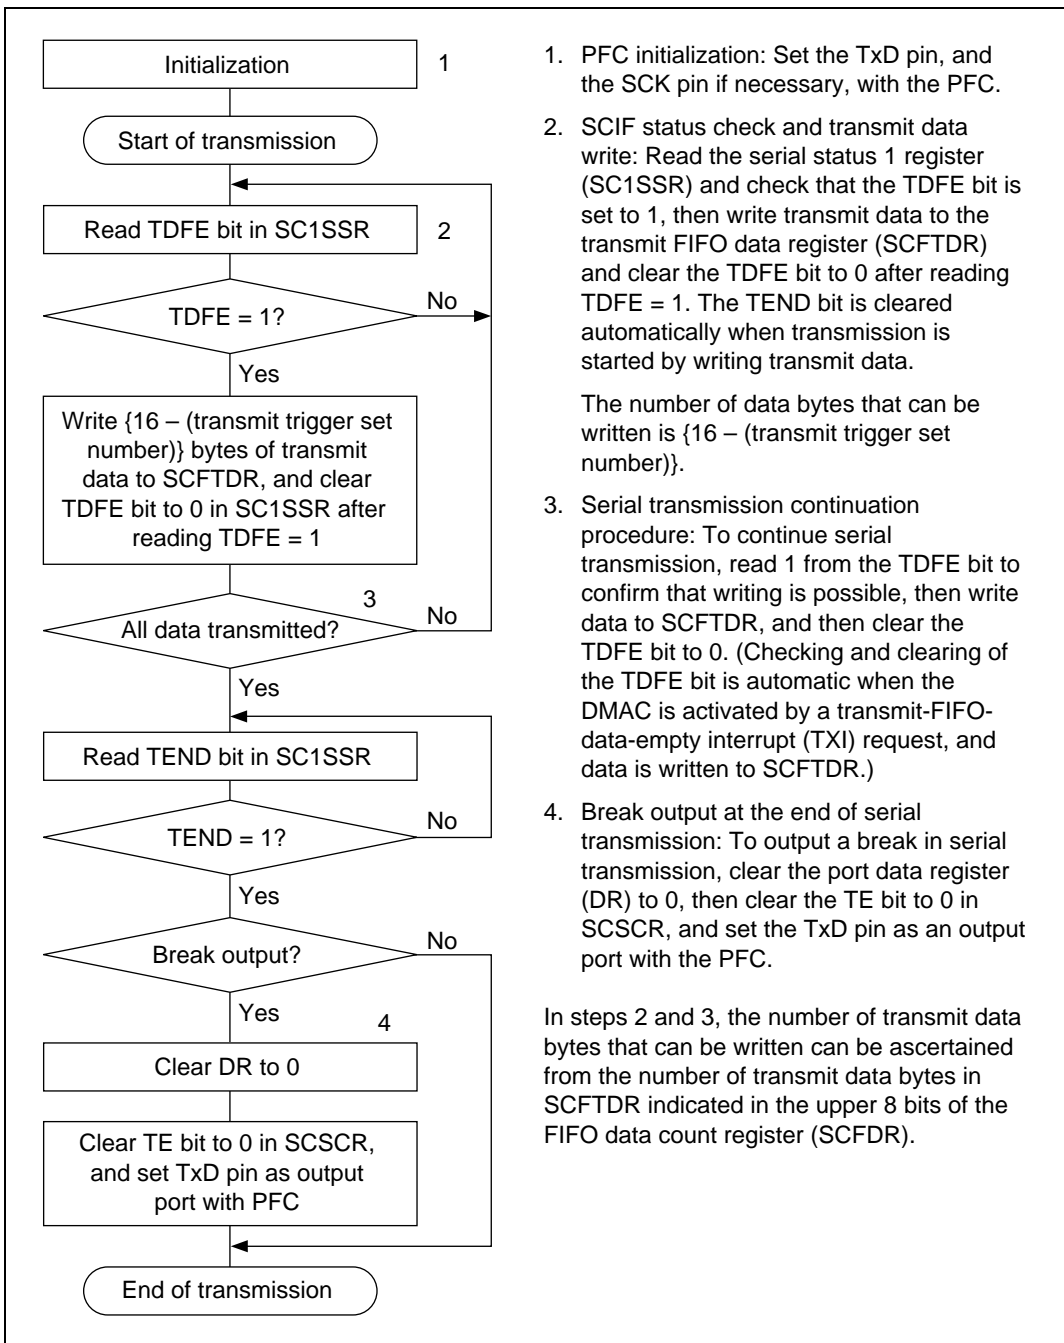 Initialization
1
Start of transmission
Read TDFE bit in SC1SSR
2
TDFE = 1?
No
Yes
Write {16 – (transmit trigger set
number)} bytes of transmit
data to SCFTDR, and clear
TDFE bit to 0 in SC1SSR after
reading TDFE = 1
3
All data transmitted?
No
Yes
Read TEND bit in SC1SSR
TEND = 1?
No
Yes
Break output?
No
Yes
4
Clear DR to 0
Clear TE bit to 0 in SCSCR,
and set TxD pin as output
port with PFC
End of transmission
1. PFC initialization: Set the TxD pin, and
the SCK pin if necessary, with the PFC.
2. SCIF status check and transmit data
write: Read the serial status 1 register
(SC1SSR) and check that the TDFE bit is
set to 1, then write transmit data to the
transmit FIFO data register (SCFTDR)
and clear the TDFE bit to 0 after reading
TDFE = 1. The TEND bit is cleared
automatically when transmission is
started by writing transmit data.
The number of data bytes that can be
written is {16 – (transmit trigger set
number)}.
3. Serial transmission continuation
procedure: To continue serial
transmission, read 1 from the TDFE bit to
confirm that writing is possible, then write
data to SCFTDR, and then clear the
TDFE bit to 0. (Checking and clearing of
the TDFE bit is automatic when the
DMAC is activated by a transmit-FIFO-
data-empty interrupt (TXI) request, and
data is written to SCFTDR.)
4. Break output at the end of serial
transmission: To output a break in serial
transmission, clear the port data register
(DR) to 0, then clear the TE bit to 0 in
SCSCR, and set the TxD pin as an output
port with the PFC.
In steps 2 and 3, the number of transmit data
bytes that can be written can be ascertained
from the number of transmit data bytes in
SCFTDR indicated in the upper 8 bits of the
FIFO data count register (SCFDR).